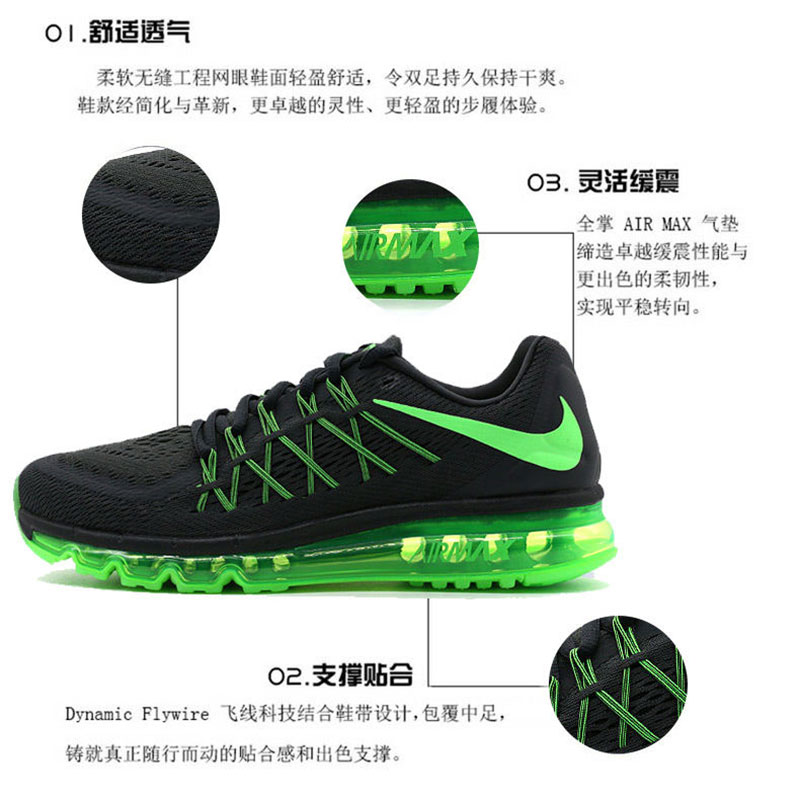 01.舒适透气
柔软无缝工程网眼鞋面轻盈舒适，令双足持久保持干爽。
鞋款经简化与革新，更卓越的灵性、更轻盈的步履体验。
03.灵活缓震
全掌 AIR MAX 气垫
缔造卓越缓震性能与
更出色的柔韧性，
实现平稳转向。
AIRMAX
AIRMAX
02.支撑贴合
Dynamic Flywire 飞线科技结合鞋带设计，包覆中足，
铸就真正随行而动的贴合感和出色支撑。